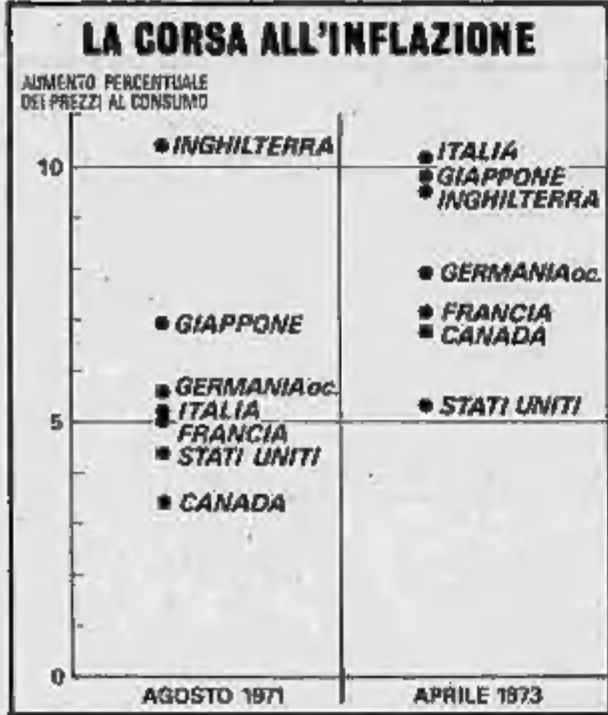 LA CORSA ALL'INFLAZIONE
AUMENTO PERCENTUALE
DEI PREZZI AL CONSUMO
10
5
0
INGHILTERRA
GIAPPONE
GERMANIA oc.
ITALIA
FRANCIA
STATI UNITI
CANADA
ITALIA
GIAPPONE
INGHILTERRA
GERMANIA oc.
FRANCIA
CANADA
STATI UNITI
AGOSTO 1971
APRILE 1973